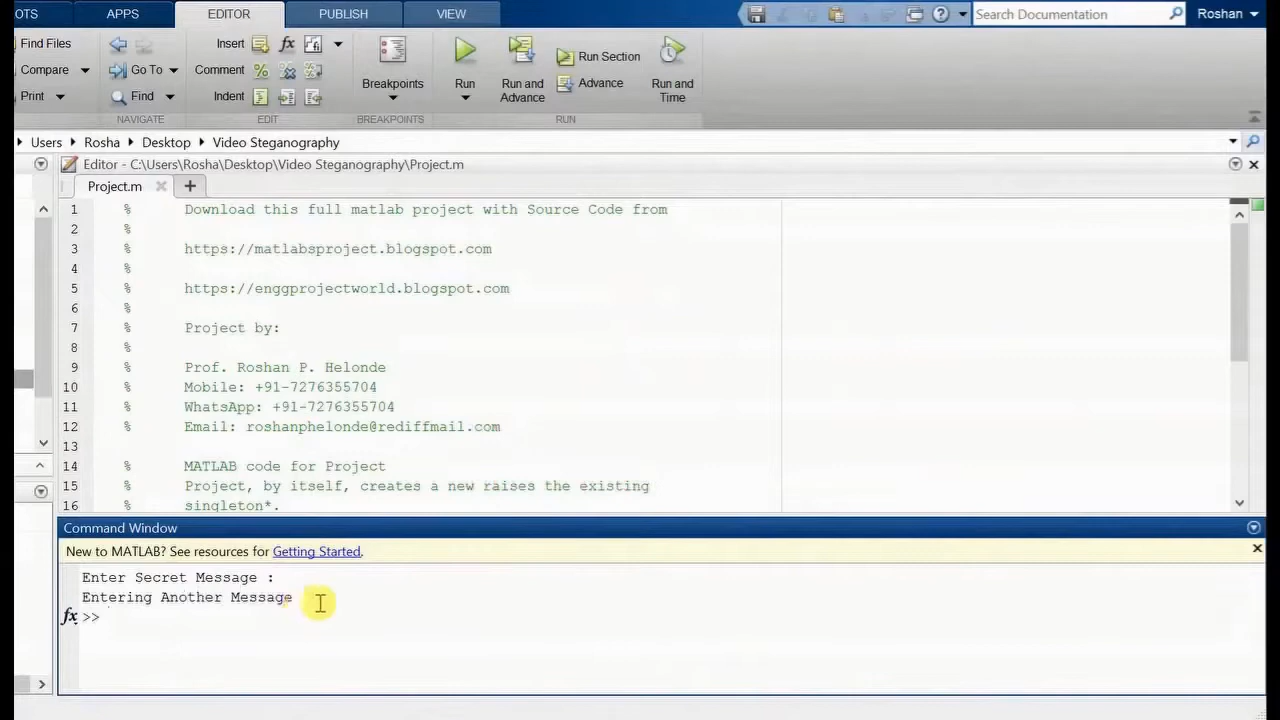 OTS APPS EDITOR PUBLISH VIEW Search Documentation Roshan
Find Files Insert fx fi
Compare Go To Comment % Breakpoints Run Run and Advance Run Section Advance Run and Time
Print Find Indent
NAVIGATE EDIT BREAKPOINTS RUN
Users Rosha Desktop Video Steganography
Editor - C:\Users\Rosha\Desktop\Video Steganography\Project.m
Project.m
1 % Download this full matlab project with Source Code from
2 %
3 % https://matlabsproject.blogspot.com
4 %
5 % https://enggprojectworld.blogspot.com
6 %
7 % Project by:
8 %
9 % Prof. Roshan P. Helonde
10 % Mobile: +91-7276355704
11 % WhatsApp: +91-7276355704
12 % Email: roshanphelonde@rediffmail.com
13
14 % MATLAB code for Project
15 % Project, by itself, creates a new raises the existing
16 % singleton*.
Command Window
New to MATLAB? See resources for Getting Started.
Enter Secret Message :
Entering Another Message
fx >>